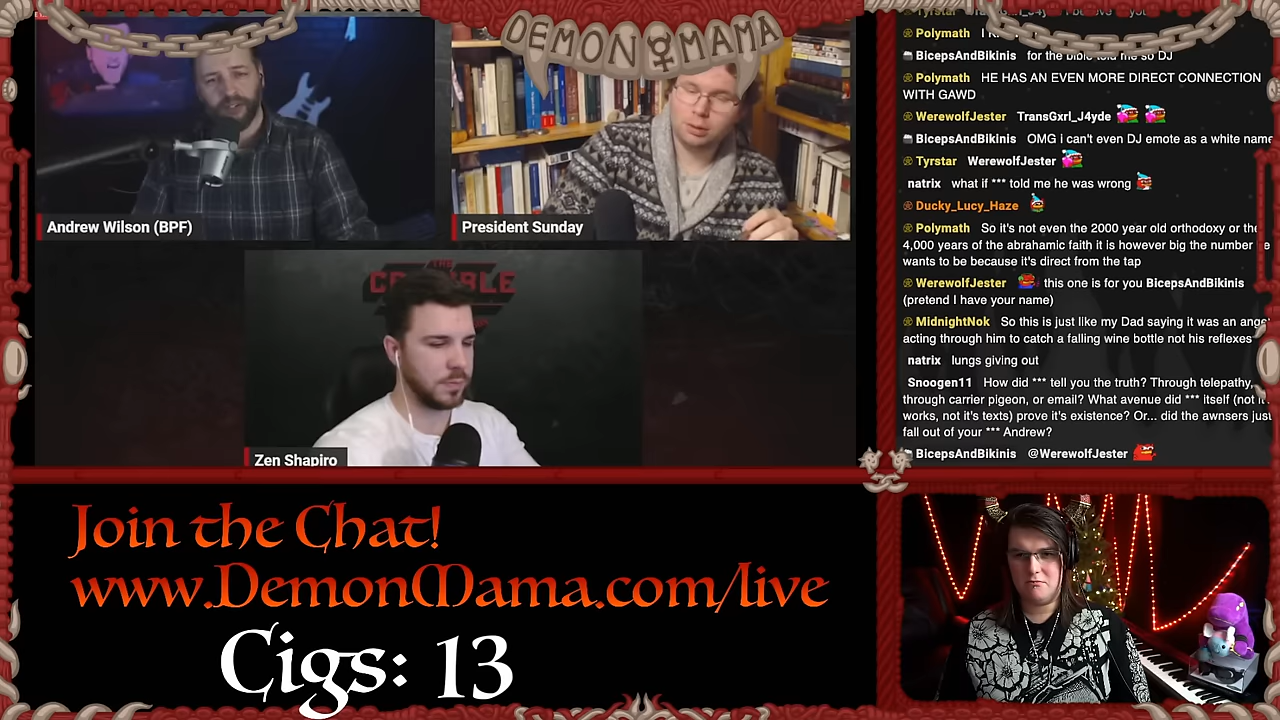 DEMON MAMA
Andrew Wilson (BPF)
President Sunday
THE
Zen Shapiro
Tyrstar
Polymath
BicepsAndBikinis for the bible told me so DJ
Polymath HE HAS AN EVEN MORE DIRECT CONNECTION
WITH GAWD
WerewolfJester TransGxrl_J4yde
BicepsAndBikinis OMG i can't even DJ emote as a white name
Tyrstar WerewolfJester
natrix what if *** told me he was wrong
Ducky_Lucy_Haze
Polymath So it's not even the 2000 year old orthodoxy or the
4,000 years of the abrahamic faith it is however big the number he
wants to be because it's direct from the tap
WerewolfJester this one is for you BicepsAndBikinis
(pretend I have your name)
MidnightNok So this is just like my Dad saying it was an angel
acting through him to catch a falling wine bottle not his reflexes
natrix lungs giving out
Snoogen11 How did *** tell you the truth? Through telepathy,
through carrier pigeon, or email? What avenue did *** itself (not it
works, not it's texts) prove it's existence? Or... did the awnsers just
fall out of your *** Andrew?
BicepsAndBikinis @WerewolfJester
Join the Chat!
www.DemonMama.com/live
Cigs: 13